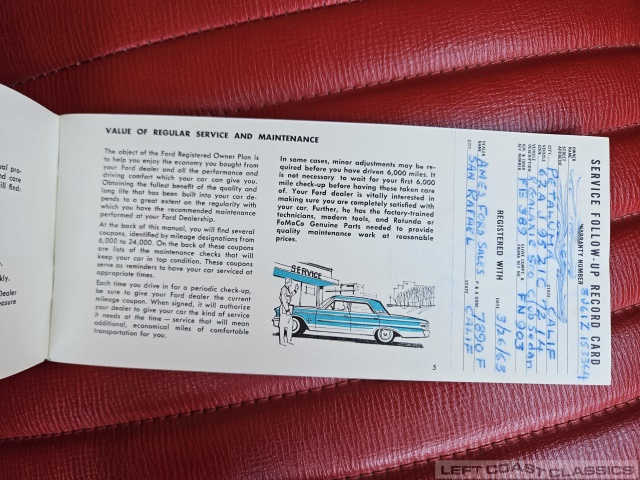 VALUE OF REGULAR SERVICE AND MAINTENANCE
The object of the Ford Registered Owner Plan is
to help you enjoy the economy you bought from
your Ford dealer and all the performance and
driving comfort which your car can give you.
Obtaining the fullest benefit of the quality and
long life that has been built into your car de-
pends to a great extent on the regularity with
which you have the recommended maintenance
performed at your Ford Dealership.
At the back of this manual, you will find several
coupons, identified by mileage designations from
6,000 to 24,000. On the back of these coupons
are lists of the maintenance checks that will
keep your car in top condition. These coupons
serve as reminders to have your car serviced at
appropriate times.
Each time you drive in for a periodic check-up,
be sure to give your Ford dealer the current
mileage coupon. When signed, it will authorize
your dealer to give your car the kind of service
it needs at the time — service that will mean
additional, economical miles of comfortable
transportation for you.
In some cases, minor adjustments may be re-
quired before you have driven 6,000 miles. It
is not necessary to wait for your first 6,000
mile check-up before having these taken care
of. Your Ford dealer is vitally interested in
making sure you are completely satisfied with
your car. Further, he has the factory-trained
technicians, modern tools, and Rotunda or
FoMoCo Genuine Parts needed to provide
quality maintenance work at reasonable
prices.
SERVICE
5
SERVICE FOLLOW-UP RECORD CARD
WARRANTY NUMBER
OWNER
NAME
STREET
ADDRESS
CITY PETALUMA STATE CALIF
REGISTERED WITH
DATE 7/26/63
DEALER
NAME AMES FORD SALES P & A CODE 7890F
CITY SAN RAFAEL STATE CALIF
LEFT COAST CLASSICS